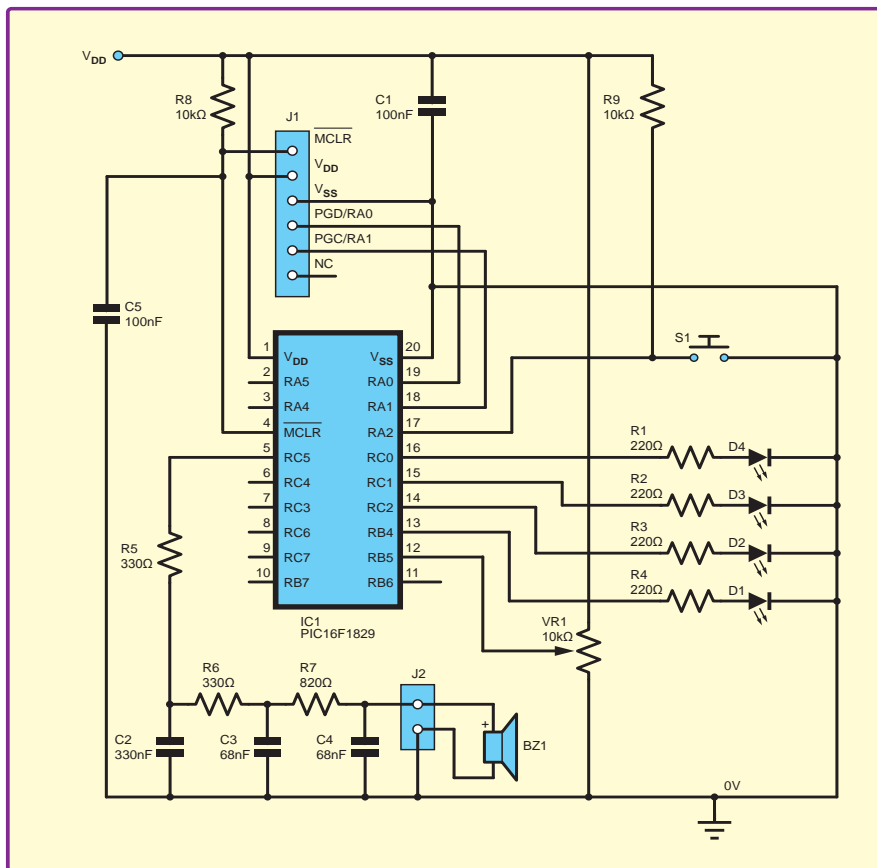 VDD
R8
10kΩ
J1
C1
100nF
R9
10kΩ
MCLR
VDD
VSS
PGD/RA0
PGC/RA1
NC
C5
100nF
S1
1
VDD
VSS
20
2
RA5
RA0
19
3
RA4
RA1
18
4
MCLR
RA2
17
5
RC5
RC0
16
6
RC4
RC1
15
7
RC3
RC2
14
8
RC6
RB4
13
9
RC7
RB5
12
10
RB7
RB6
11
IC1
PIC16F1829
R1
220Ω
D4
R2
220Ω
D3
R3
220Ω
D2
R4
220Ω
D1
R5
330Ω
VR1
10kΩ
R6
330Ω
R7
820Ω
J2
C2
330nF
C3
68nF
C4
68nF
+
BZ1
0V